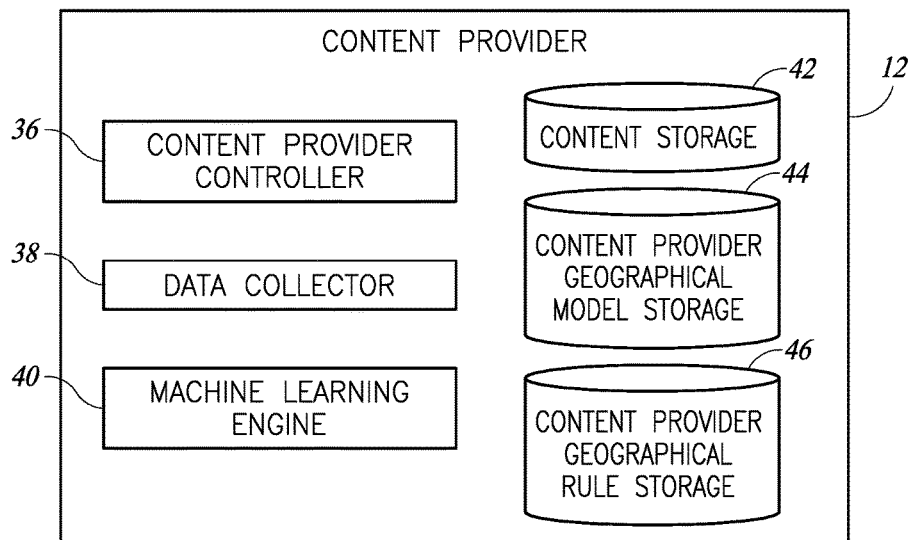 CONTENT PROVIDER
12
36
CONTENT PROVIDER
CONTROLLER
38
DATA COLLECTOR
40
MACHINE LEARNING
ENGINE
42
CONTENT STORAGE
44
CONTENT PROVIDER
GEOGRAPHICAL
MODEL STORAGE
46
CONTENT PROVIDER
GEOGRAPHICAL
RULE STORAGE